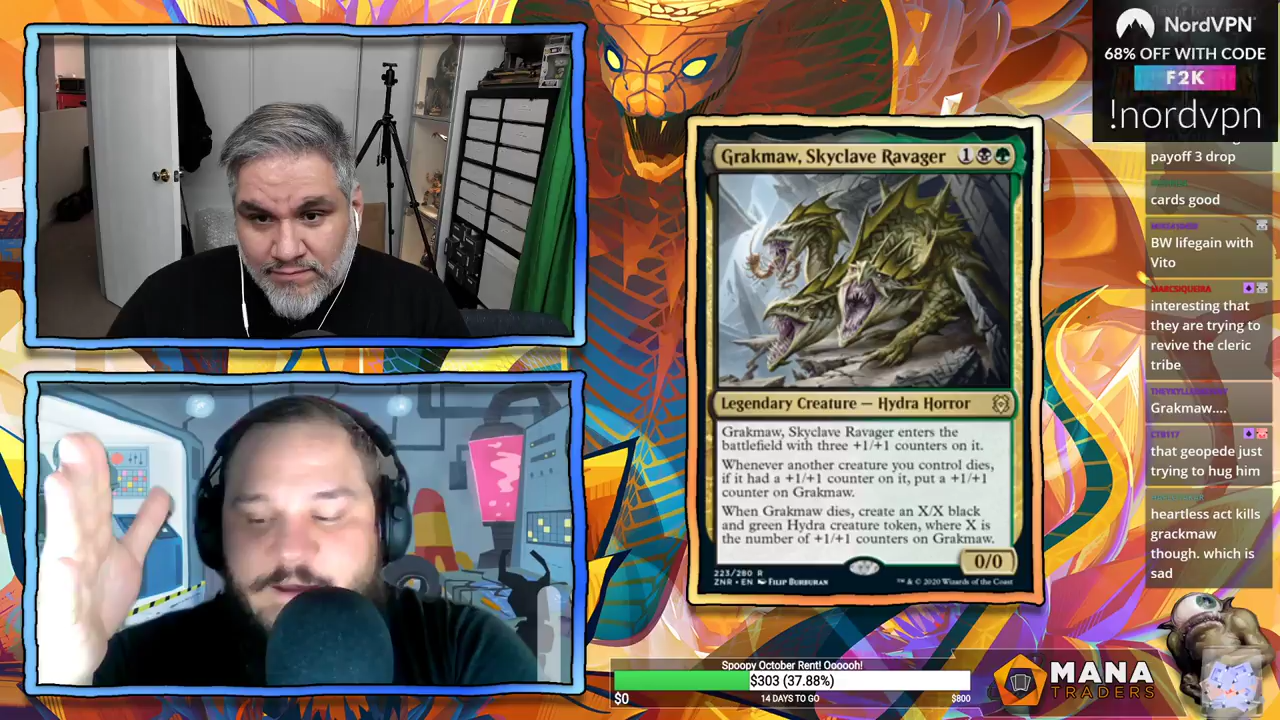 NordVPN
68% OFF WITH CODE
F2K
!nordvpn
payoff 3 drop
cards good
BW lifegain with
Vito
MARCSIQUEIRA
interesting that
they are trying to
revive the cleric
tribe
Grakmaw....
CTB117
that geopede just
trying to hug him
heartless act kills
grackmaw
though. which is
sad
Grakmaw, Skyclave Ravager 1
Legendary Creature — Hydra Horror
Grakmaw, Skyclave Ravager enters the
battlefield with three +1/+1 counters on it.
Whenever another creature you control dies,
if it had a +1/+1 counter on it, put a +1/+1
counter on Grakmaw.
When Grakmaw dies, create an X/X black
and green Hydra creature token, where X is
the number of +1/+1 counters on Grakmaw.
0/0
223/280 R
ZNR • EN Filip Burburan
™ & © 2020 Wizards of the Coast
Spoopy October Rent! Oooooh!
$303 (37.88%)
$0 14 DAYS TO GO $800
MANA
TRADERS